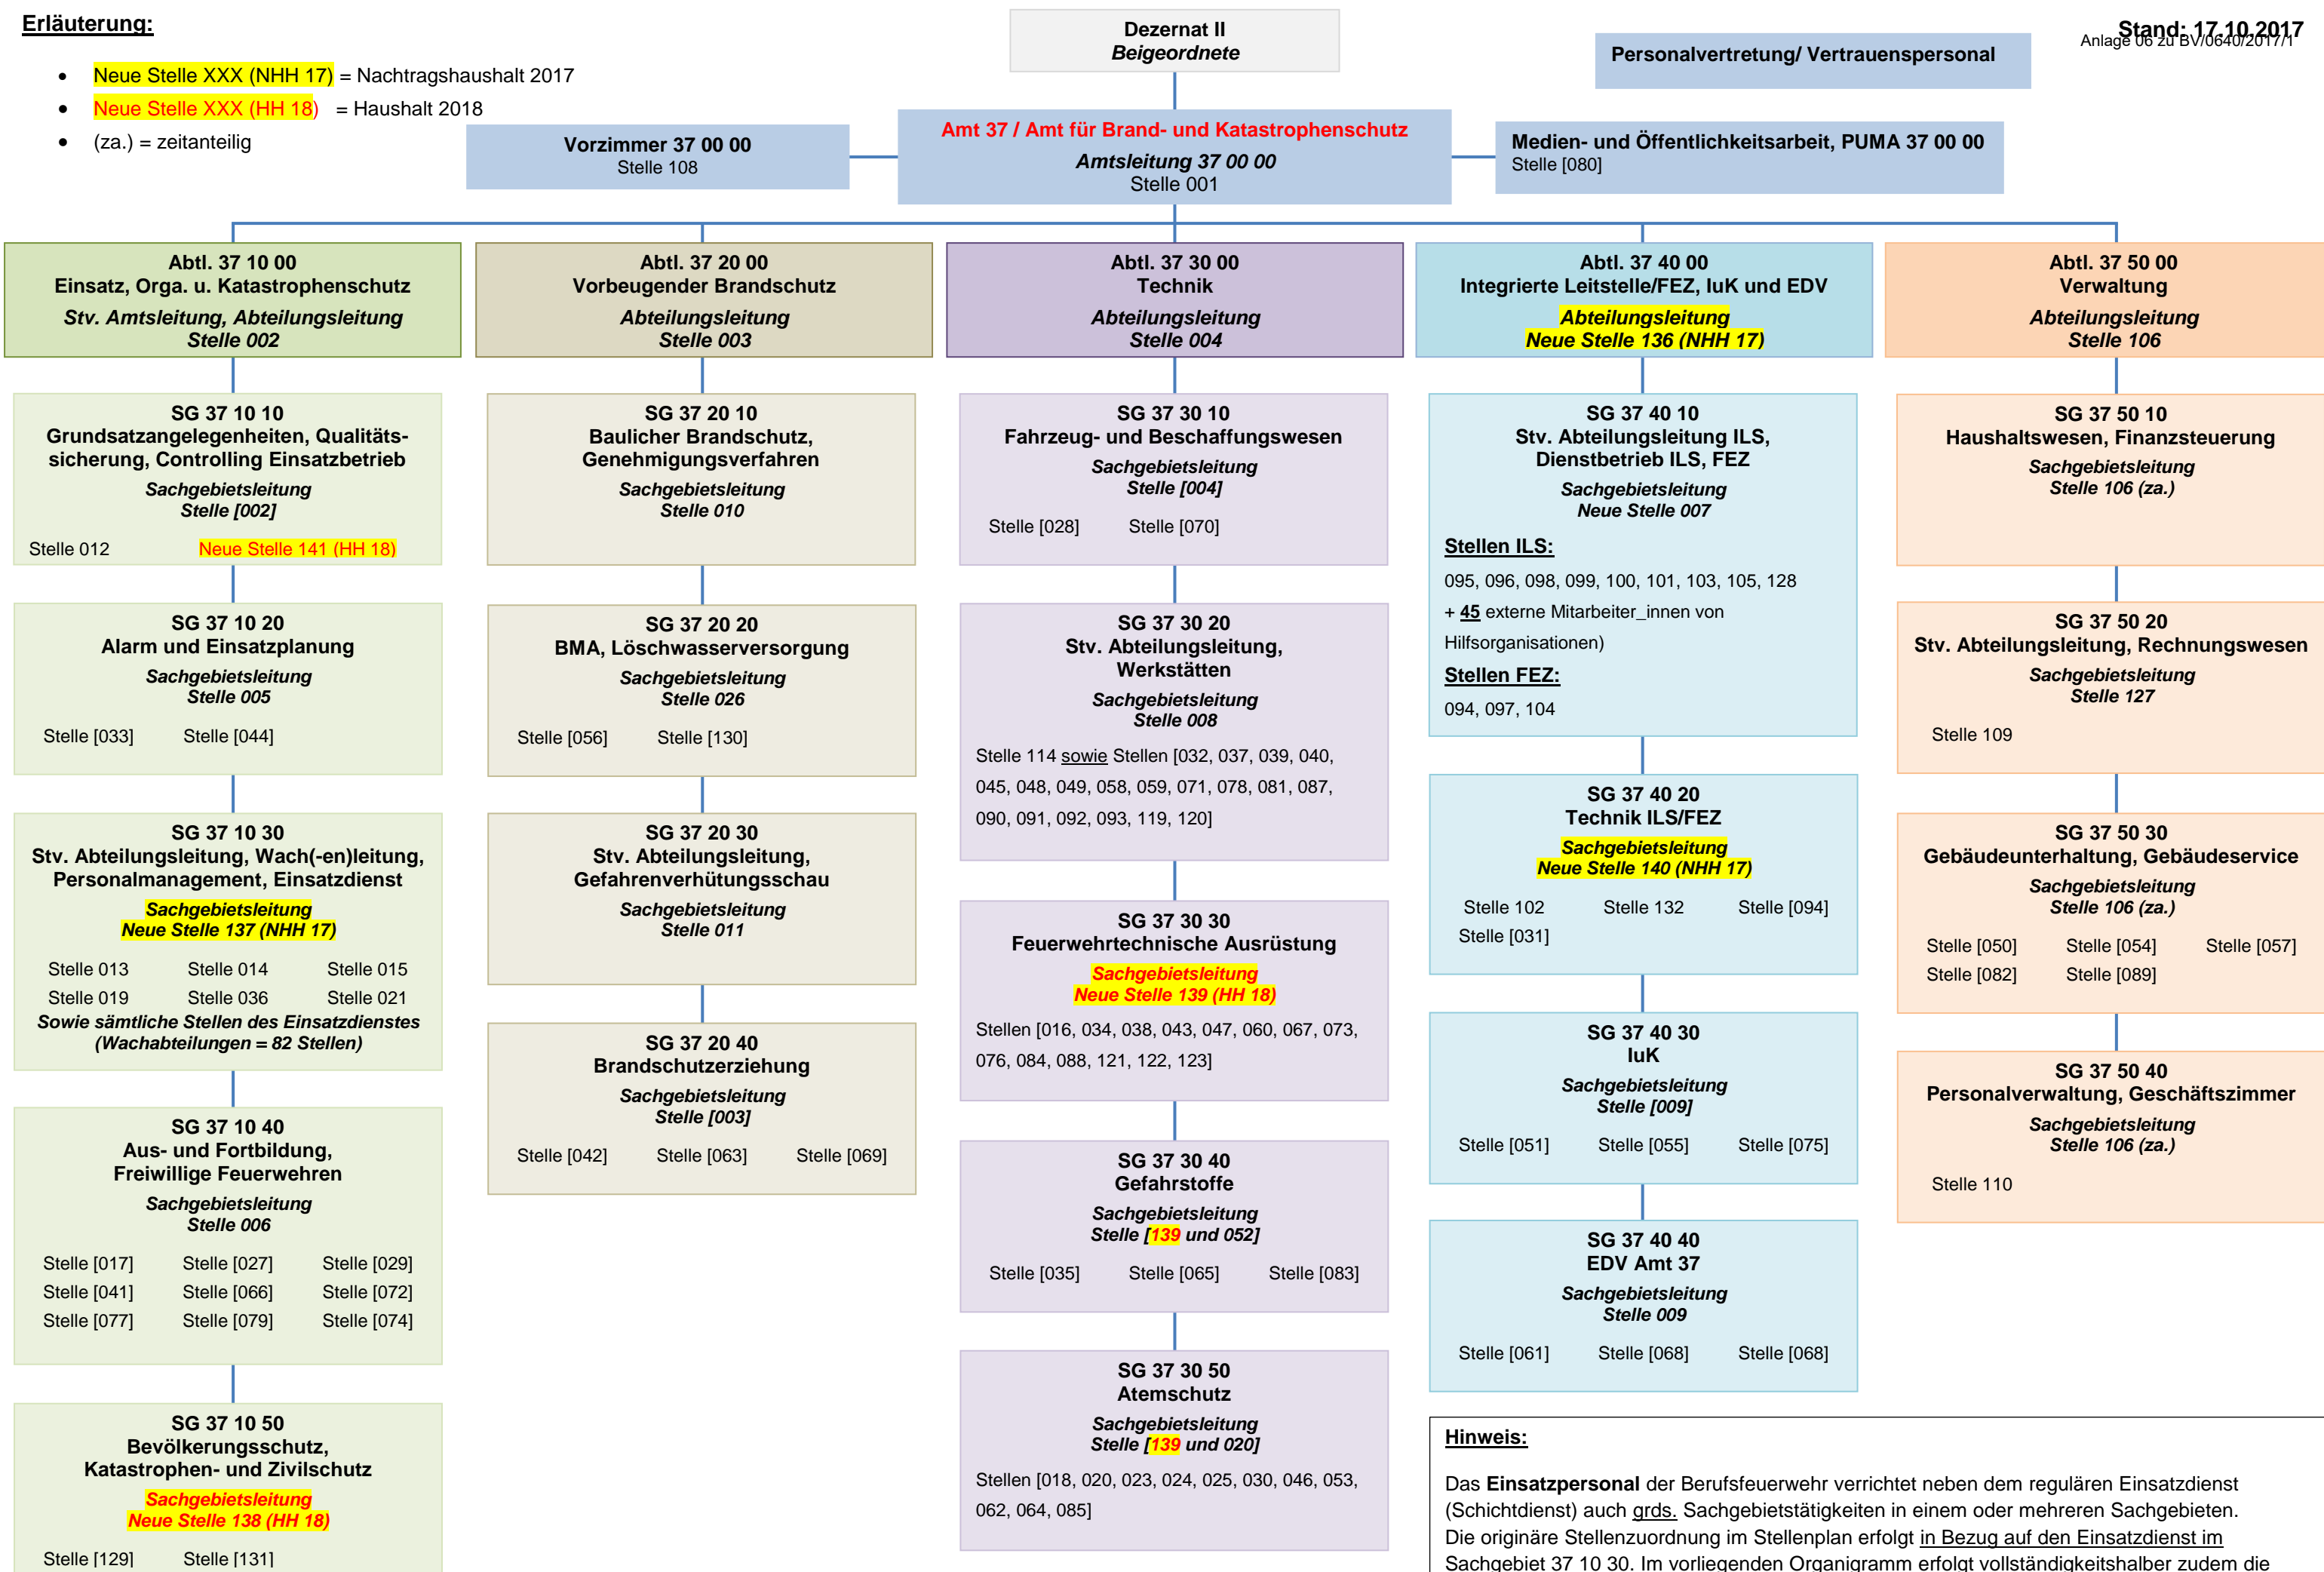 Erläuterung:
• Neue Stelle XXX (NHH 17) = Nachtragshaushalt 2017
• Neue Stelle XXX (HH 18) = Haushalt 2018
• (za.) = zeitanteilig
Dezernat II
Beigeordnete
Personalvertretung/ Vertrauenspersonal
Stand: 17.10.2017
Anlage 06 zu BV/0640/2017/1
Vorzimmer 37 00 00
Stelle 108
Amt 37 / Amt für Brand- und Katastrophenschutz
Amtsleitung 37 00 00
Stelle 001
Medien- und Öffentlichkeitsarbeit, PUMA 37 00 00
Stelle [080]
Abtl. 37 10 00
Einsatz, Orga. u. Katastrophenschutz
Stv. Amtsleitung, Abteilungsleitung
Stelle 002
SG 37 10 10
Grundsatzangelegenheiten, Qualitäts-
sicherung, Controlling Einsatzbetrieb
Sachgebietsleitung
Stelle [002]
Stelle 012 Neue Stelle 141 (HH 18)
SG 37 10 20
Alarm und Einsatzplanung
Sachgebietsleitung
Stelle 005
Stelle [033] Stelle [044]
SG 37 10 30
Stv. Abteilungsleitung, Wach(-en)leitung,
Personalmanagement, Einsatzdienst
Sachgebietsleitung
Neue Stelle 137 (NHH 17)
Stelle 013 Stelle 014 Stelle 015
Stelle 019 Stelle 036 Stelle 021
Sowie sämtliche Stellen des Einsatzdienstes
(Wachabteilungen = 82 Stellen)
SG 37 10 40
Aus- und Fortbildung,
Freiwillige Feuerwehren
Sachgebietsleitung
Stelle 006
Stelle [017] Stelle [027] Stelle [029]
Stelle [041] Stelle [066] Stelle [072]
Stelle [077] Stelle [079] Stelle [074]
SG 37 10 50
Bevölkerungsschutz,
Katastrophen- und Zivilschutz
Sachgebietsleitung
Neue Stelle 138 (HH 18)
Stelle [129] Stelle [131]
Abtl. 37 20 00
Vorbeugender Brandschutz
Abteilungsleitung
Stelle 003
SG 37 20 10
Baulicher Brandschutz,
Genehmigungsverfahren
Sachgebietsleitung
Stelle 010
SG 37 20 20
BMA, Löschwasserversorgung
Sachgebietsleitung
Stelle 026
Stelle [056] Stelle [130]
SG 37 20 30
Stv. Abteilungsleitung,
Gefahrenverhütungsschau
Sachgebietsleitung
Stelle 011
SG 37 20 40
Brandschutzerziehung
Sachgebietsleitung
Stelle [003]
Stelle [042] Stelle [063] Stelle [069]
Abtl. 37 30 00
Technik
Abteilungsleitung
Stelle 004
SG 37 30 10
Fahrzeug- und Beschaffungswesen
Sachgebietsleitung
Stelle [004]
Stelle [028] Stelle [070]
SG 37 30 20
Stv. Abteilungsleitung,
Werkstätten
Sachgebietsleitung
Stelle 008
Stelle 114 sowie Stellen [032, 037, 039, 040,
045, 048, 049, 058, 059, 071, 078, 081, 087,
090, 091, 092, 093, 119, 120]
SG 37 30 30
Feuerwehrtechnische Ausrüstung
Sachgebietsleitung
Neue Stelle 139 (HH 18)
Stellen [016, 034, 038, 043, 047, 060, 067, 073,
076, 084, 088, 121, 122, 123]
SG 37 30 40
Gefahrstoffe
Sachgebietsleitung
Stelle [139 und 052]
Stelle [035] Stelle [065] Stelle [083]
SG 37 30 50
Atemschutz
Sachgebietsleitung
Stelle [139 und 020]
Stellen [018, 020, 023, 024, 025, 030, 046, 053,
062, 064, 085]
Abtl. 37 40 00
Integrierte Leitstelle/FEZ, IuK und EDV
Abteilungsleitung
Neue Stelle 136 (NHH 17)
SG 37 40 10
Stv. Abteilungsleitung ILS,
Dienstbetrieb ILS, FEZ
Sachgebietsleitung
Neue Stelle 007
Stellen ILS:
095, 096, 098, 099, 100, 101, 103, 105, 128
+ 45 externe Mitarbeiter_innen von
Hilfsorganisationen)
Stellen FEZ:
094, 097, 104
SG 37 40 20
Technik ILS/FEZ
Sachgebietsleitung
Neue Stelle 140 (NHH 17)
Stelle 102 Stelle 132 Stelle [094]
Stelle [031]
SG 37 40 30
IuK
Sachgebietsleitung
Stelle [009]
Stelle [051] Stelle [055] Stelle [075]
SG 37 40 40
EDV Amt 37
Sachgebietsleitung
Stelle 009
Stelle [061] Stelle [068] Stelle [068]
Abtl. 37 50 00
Verwaltung
Abteilungsleitung
Stelle 106
SG 37 50 10
Haushaltswesen, Finanzsteuerung
Sachgebietsleitung
Stelle 106 (za.)
SG 37 50 20
Stv. Abteilungsleitung, Rechnungswesen
Sachgebietsleitung
Stelle 127
Stelle 109
SG 37 50 30
Gebäudeunterhaltung, Gebäudeservice
Sachgebietsleitung
Stelle 106 (za.)
Stelle [050] Stelle [054] Stelle [057]
Stelle [082] Stelle [089]
SG 37 50 40
Personalverwaltung, Geschäftszimmer
Sachgebietsleitung
Stelle 106 (za.)
Stelle 110
Hinweis:
Das Einsatzpersonal der Berufsfeuerwehr verrichtet neben dem regulären Einsatzdienst
(Schichtdienst) auch grds. Sachgebietstätigkeiten in einem oder mehreren Sachgebieten.
Die originäre Stellenzuordnung im Stellenplan erfolgt in Bezug auf den Einsatzdienst im
Sachgebiet 37 10 30. Im vorliegenden Organigramm erfolgt vollständigkeitshalber zudem die